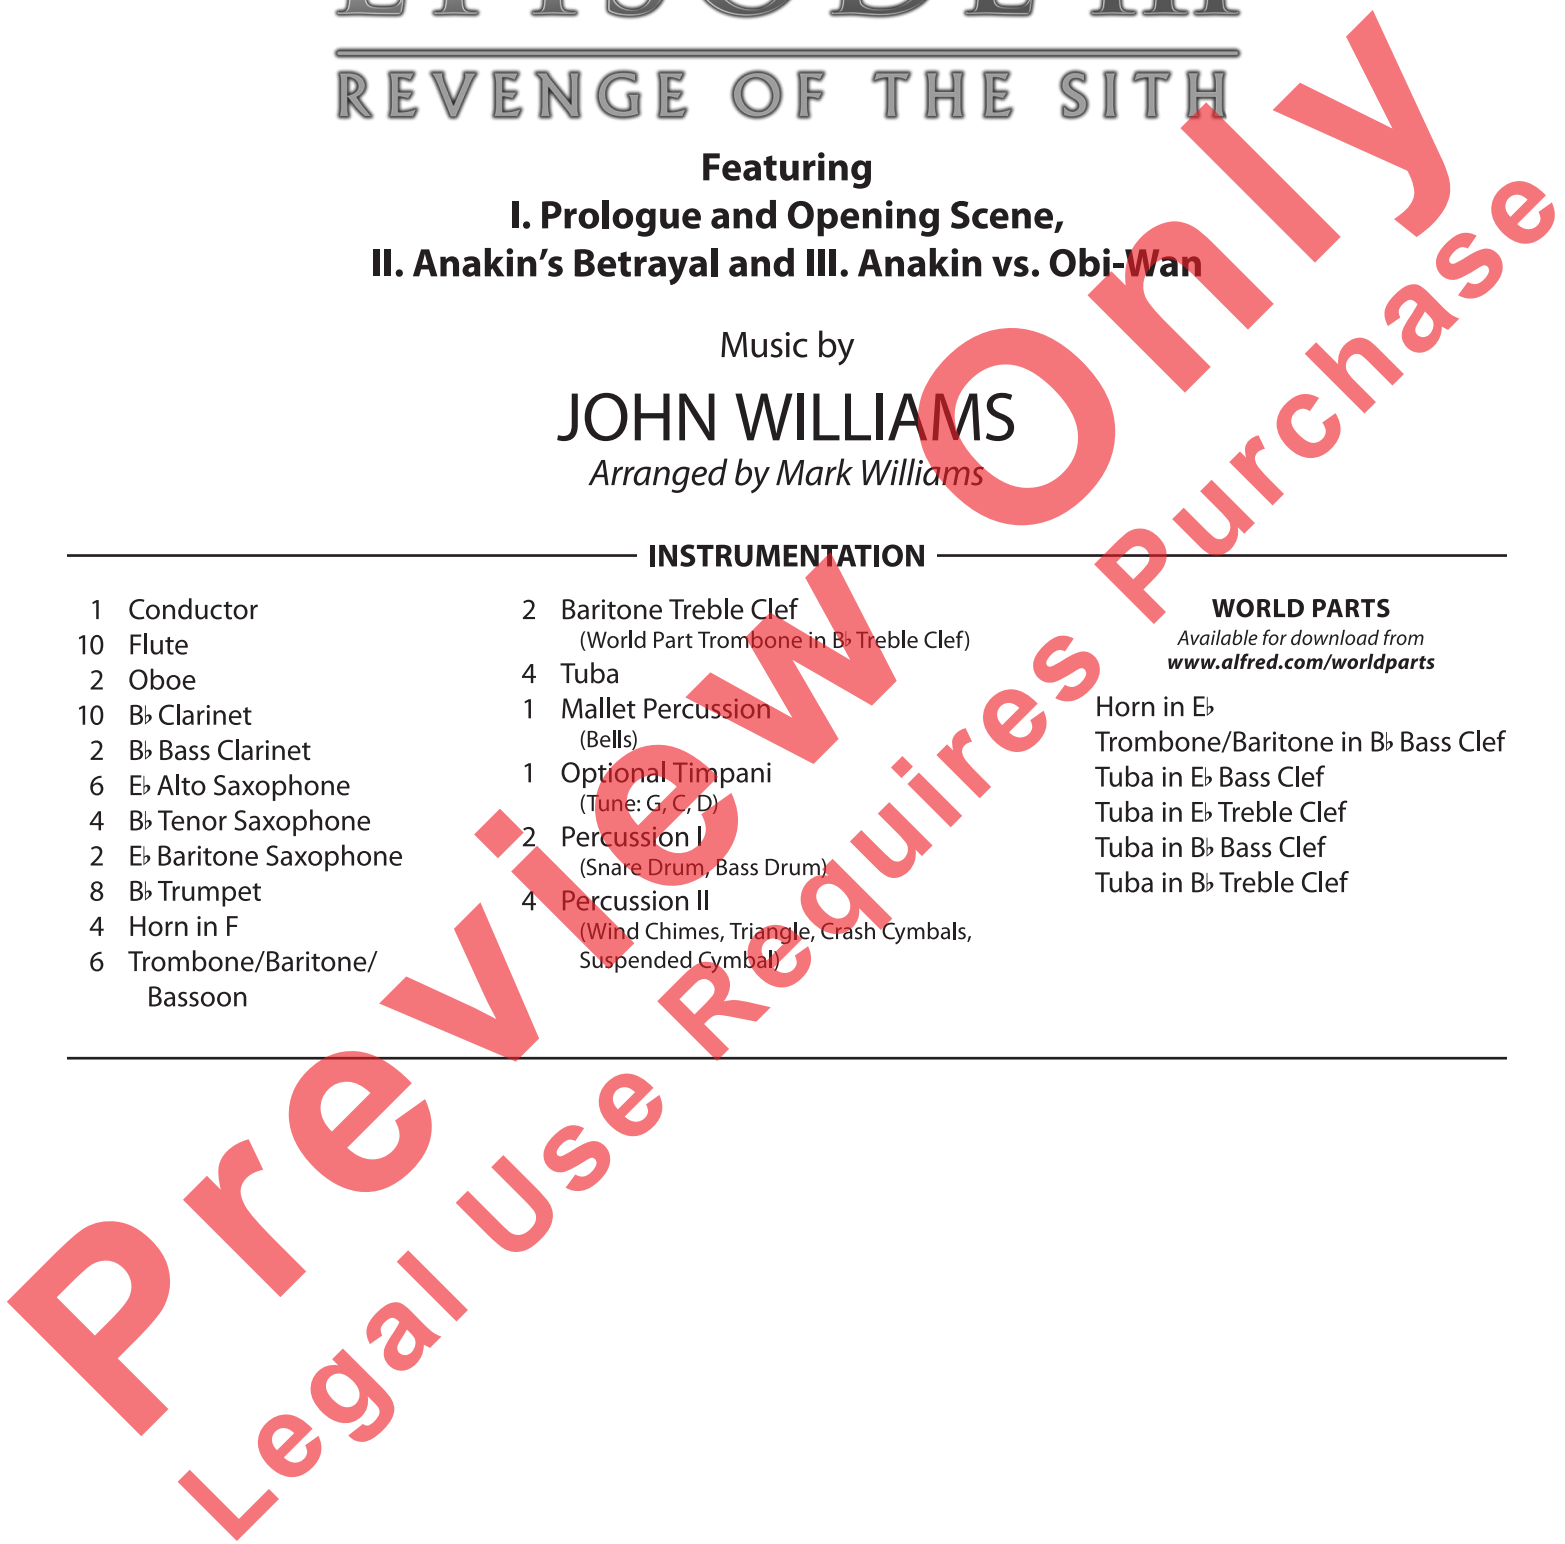 EPISODE III
REVENGE OF THE SITH
Featuring
I. Prologue and Opening Scene,
II. Anakin’s Betrayal and III. Anakin vs. Obi-Wan
Music by
JOHN WILLIAMS
Arranged by Mark Williams
INSTRUMENTATION
1 Conductor
10 Flute
2 Oboe
10 B♭ Clarinet
2 B♭ Bass Clarinet
6 E♭ Alto Saxophone
4 B♭ Tenor Saxophone
2 E♭ Baritone Saxophone
8 B♭ Trumpet
4 Horn in F
6 Trombone/Baritone/
Bassoon
2 Baritone Treble Clef
(World Part Trombone in B♭ Treble Clef)
4 Tuba
1 Mallet Percussion
(Bells)
1 Optional Timpani
(Tune: G, C, D)
2 Percussion I
(Snare Drum, Bass Drum)
4 Percussion II
(Wind Chimes, Triangle, Crash Cymbals,
Suspended Cymbal)
WORLD PARTS
Available for download from
www.alfred.com/worldparts
Horn in E♭
Trombone/Baritone in B♭ Bass Clef
Tuba in E♭ Bass Clef
Tuba in E♭ Treble Clef
Tuba in B♭ Bass Clef
Tuba in B♭ Treble Clef
Preview Only
Legal Use Requires Purchase